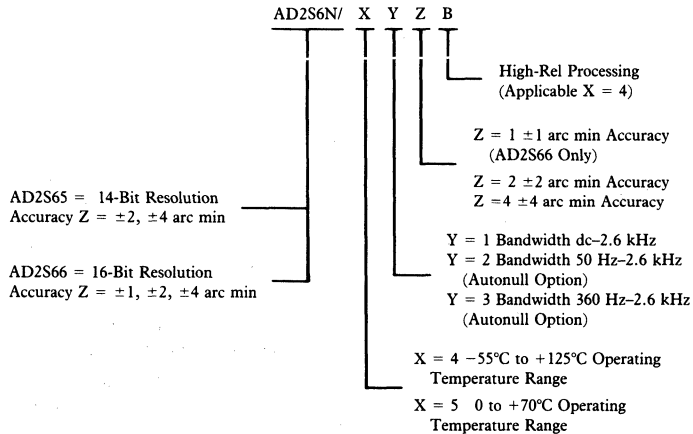 AD2S6N/ X Y Z B
High-Rel Processing
(Applicable X = 4)
Z = 1 ±1 arc min Accuracy
(AD2S66 Only)
Z = 2 ±2 arc min Accuracy
Z =4 ±4 arc min Accuracy
AD2S65 = 14-Bit Resolution
Accuracy Z = ±2, ±4 arc min
Y = 1 Bandwidth dc–2.6 kHz
Y = 2 Bandwidth 50 Hz–2.6 kHz
(Autonull Option)
Y = 3 Bandwidth 360 Hz–2.6 kHz
(Autonull Option)
AD2S66 = 16-Bit Resolution
Accuracy Z = ±1, ±2, ±4 arc min
X = 4 −55°C to +125°C Operating
Temperature Range
X = 5 0 to +70°C Operating
Temperature Range